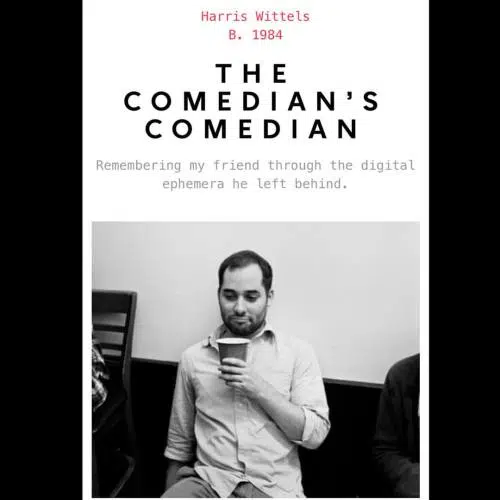 Harris Wittels
B. 1984
THE
COMEDIAN’S
COMEDIAN
Remembering my friend through the digital
ephemera he left behind.